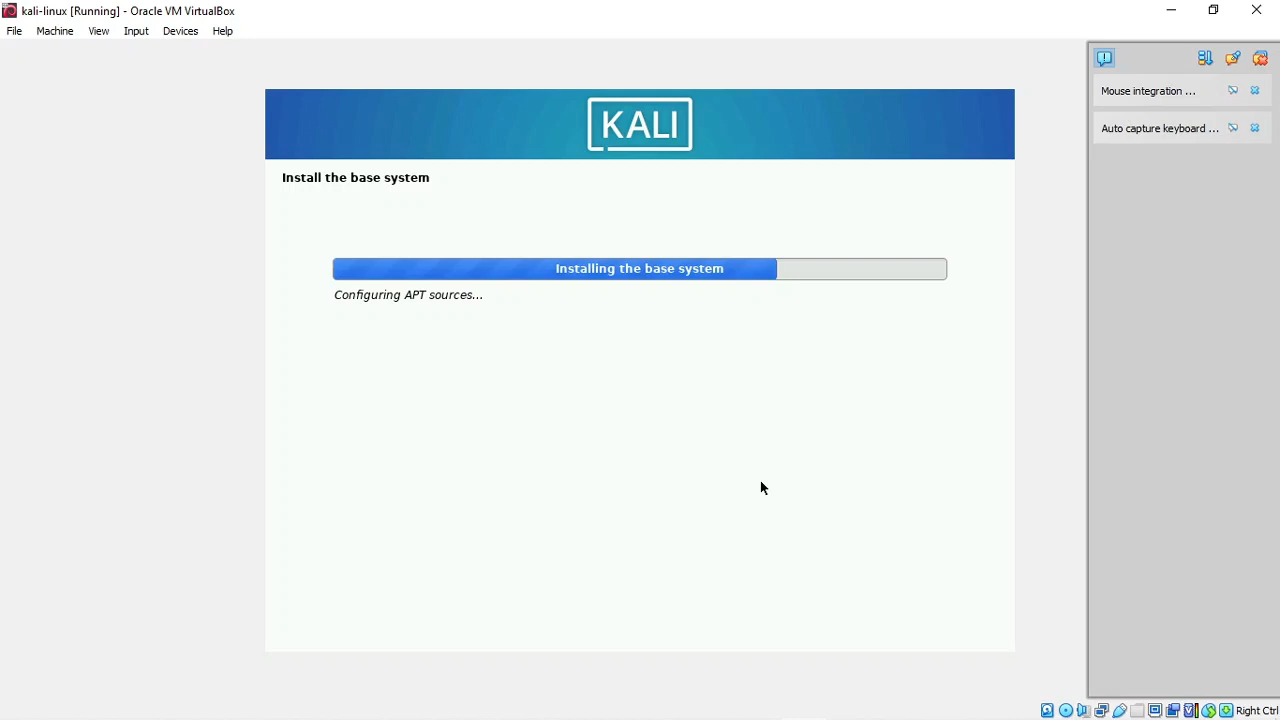 kali-linux [Running] - Oracle VM VirtualBox
File Machine View Input Devices Help
KALI
Mouse integration ...
Auto capture keyboard ...
Install the base system
Installing the base system
Configuring APT sources...
Right Ctrl